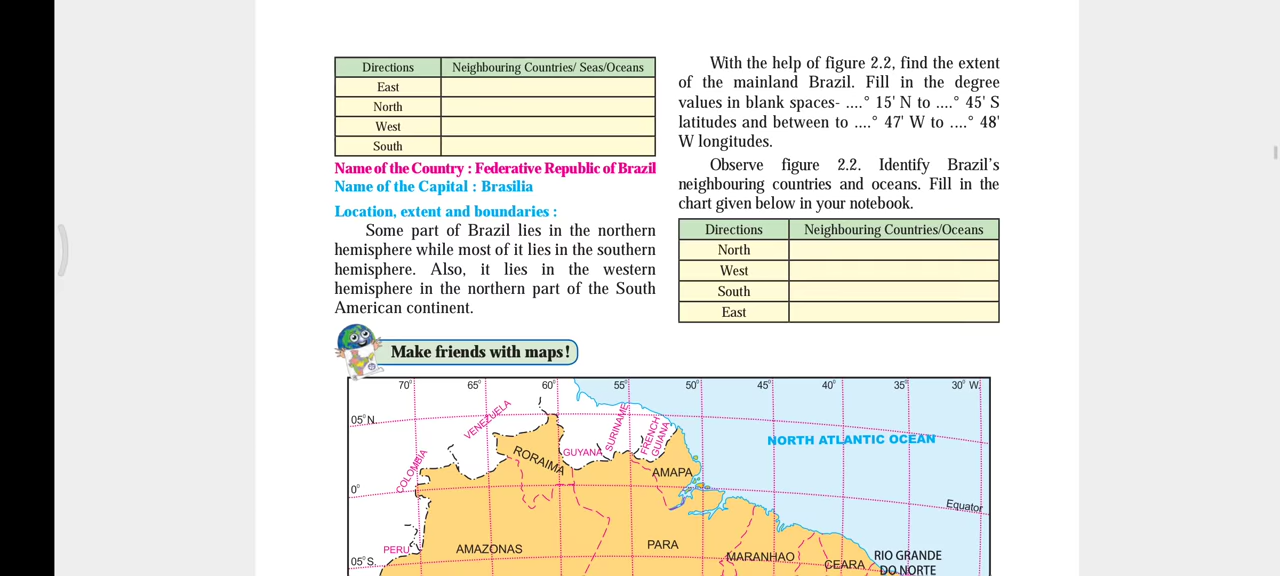 Directions Neighbouring Countries/ Seas/Oceans
East
North
West
South
Name of the Country : Federative Republic of Brazil
Name of the Capital : Brasilia
Location, extent and boundaries :
Some part of Brazil lies in the northern
hemisphere while most of it lies in the southern
hemisphere. Also, it lies in the western
hemisphere in the northern part of the South
American continent.
With the help of figure 2.2, find the extent
of the mainland Brazil. Fill in the degree
values in blank spaces- ....° 15' N to ....° 45' S
latitudes and between to ....° 47' W to ....° 48'
W longitudes.
Observe figure 2.2. Identify Brazil's
neighbouring countries and oceans. Fill in the
chart given below in your notebook.
Directions Neighbouring Countries/Oceans
North
West
South
East
Make friends with maps!
70° 65° 60° 55° 50° 45° 40° 35° 30° W.
05° N.
VENEZUELA
SURINAME
FRENCH
GUIANA
NORTH ATLANTIC OCEAN
COLOMBIA
RORAIMA
GUYANA
AMAPA
0°
Equator
PERU
AMAZONAS
PARA
MARANHAO
CEARA
RIO GRANDE
DO NORTE
05° S.